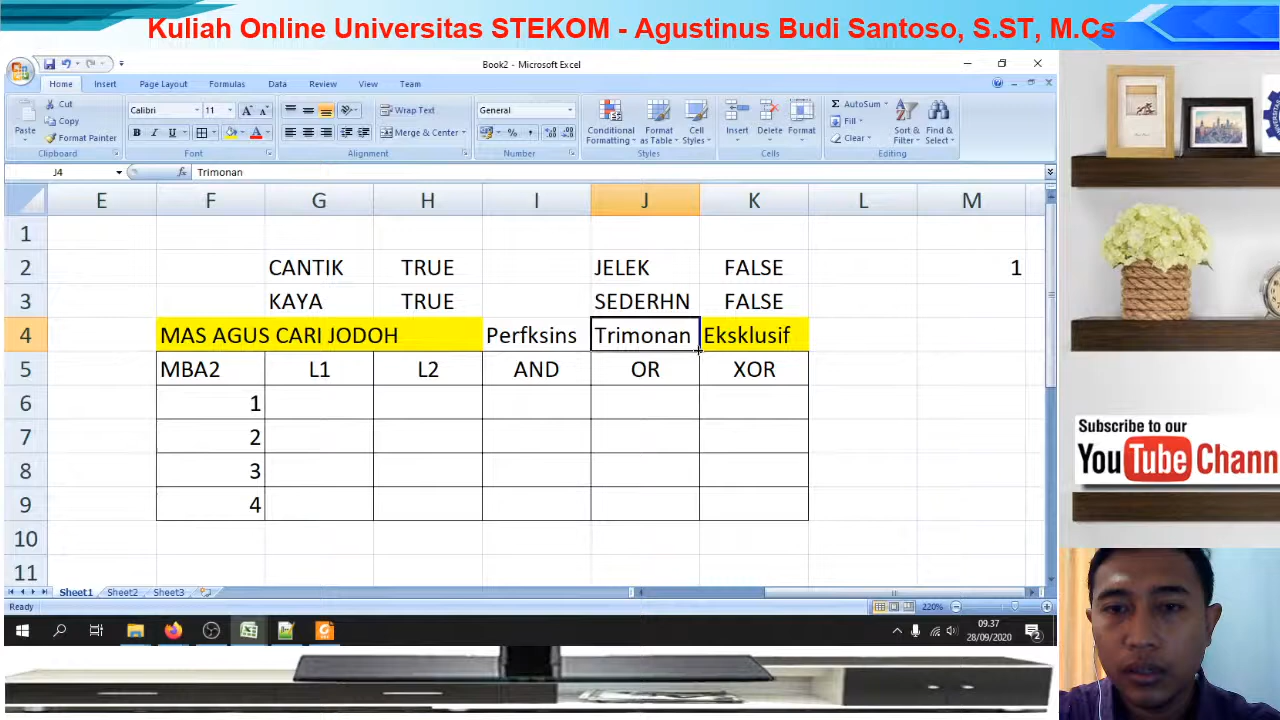 Kuliah Online Universitas STEKOM - Agustinus Budi Santoso, S.ST, M.Cs
Book2 - Microsoft Excel
Home Insert Page Layout Formulas Data Review View Team
Cut
Copy
Format Painter
Paste
Clipboard
Calibri 11
Font
Wrap Text
Merge & Center
Alignment
General
Number
Conditional Formatting
Format as Table
Cell Styles
Styles
Insert Delete Format
Cells
AutoSum
Fill
Clear
Sort & Filter
Find & Select
Editing
J4 fx Trimonan
E F G H I J K L M
1
2 CANTIK TRUE JELEK FALSE 1
3 KAYA TRUE SEDERHN FALSE
4 MAS AGUS CARI JODOH Perfksins Trimonan Eksklusif
5 MBA2 L1 L2 AND OR XOR
6 1
7 2
8 3
9 4
10
11
Sheet1 Sheet2 Sheet3
Ready 220%
09.37
28/09/2020
2
Subscribe to our
YouTube Chann